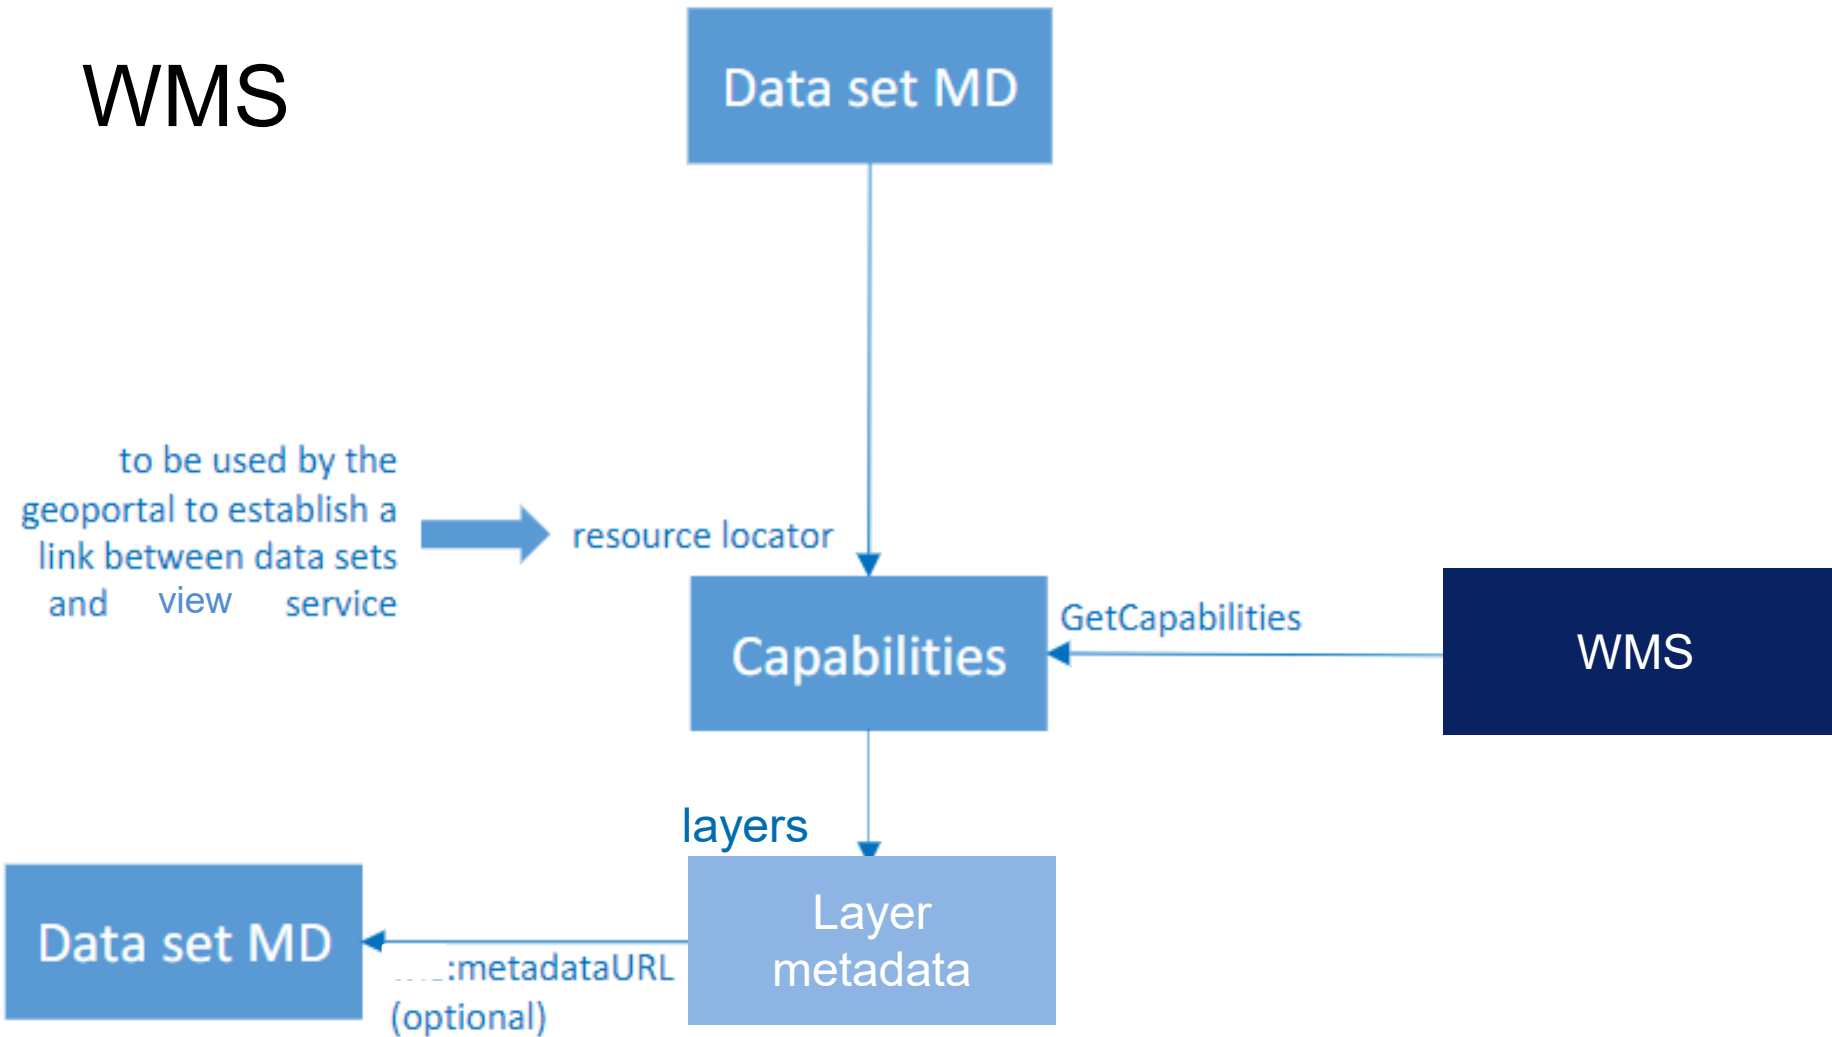 WMS
Data set MD
to be used by the
geoportal to establish a
link between data sets
and view service
resource locator
GetCapabilities
Capabilities
WMS
layers
Layer
metadata
Data set MD
:metadataURL
(optional)